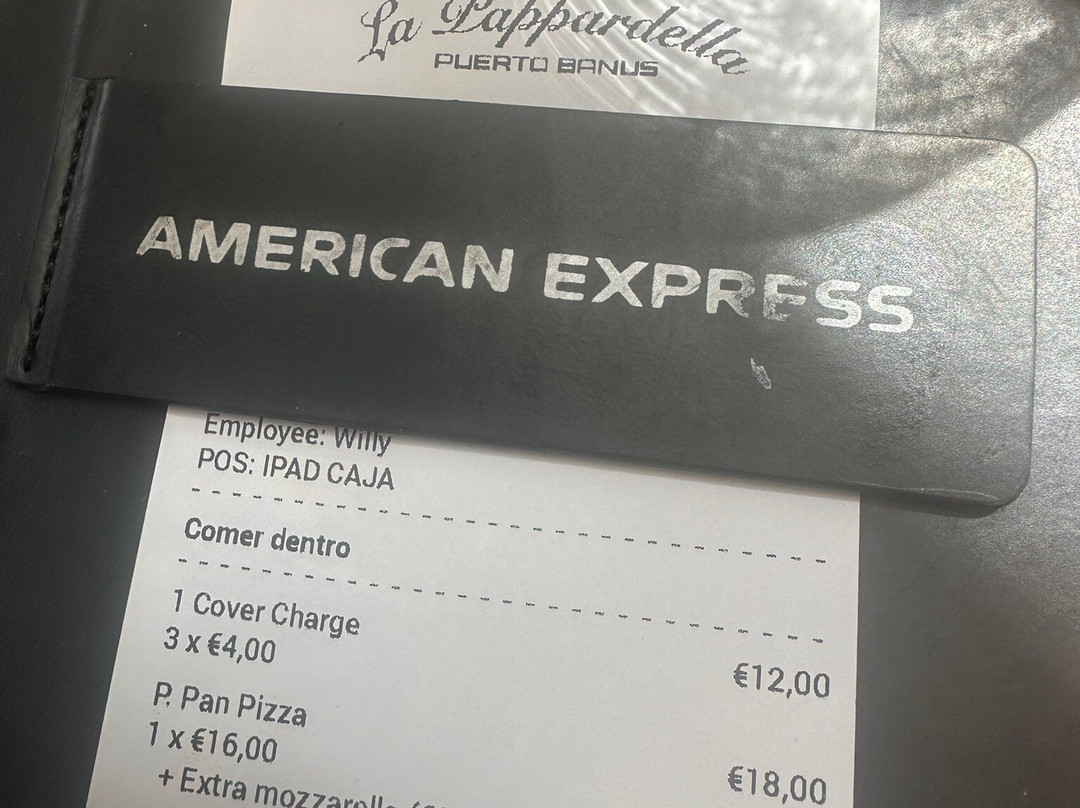 La Pappardella
PUERTO BANUS
AMERICAN EXPRESS
Employee: Willy
POS: IPAD CAJA
Comer dentro
1 Cover Charge
3 x €4,00
€12,00
P. Pan Pizza
1 x €16,00
€18,00
+ Extra mozzarella